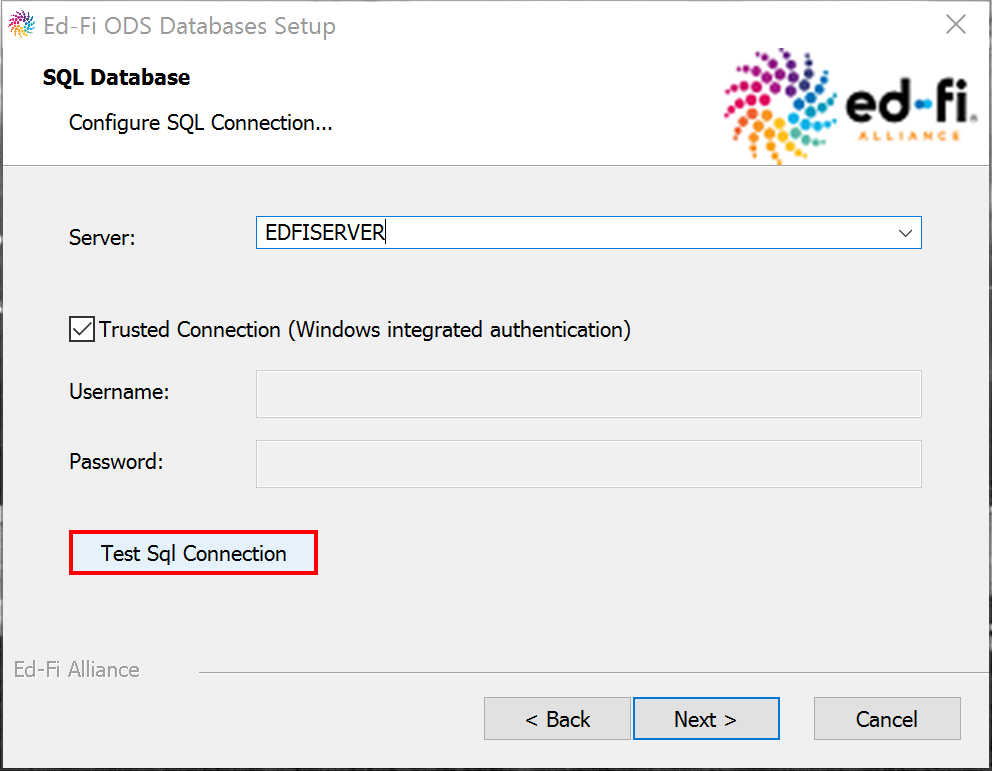 Ed-Fi ODS Databases Setup
SQL Database
Configure SQL Connection...
ed-fi®
ALLIANCE
Server:
EDFISERVER
Trusted Connection (Windows integrated authentication)
Username:
Password:
Test Sql Connection
Ed-Fi Alliance
< Back
Next >
Cancel